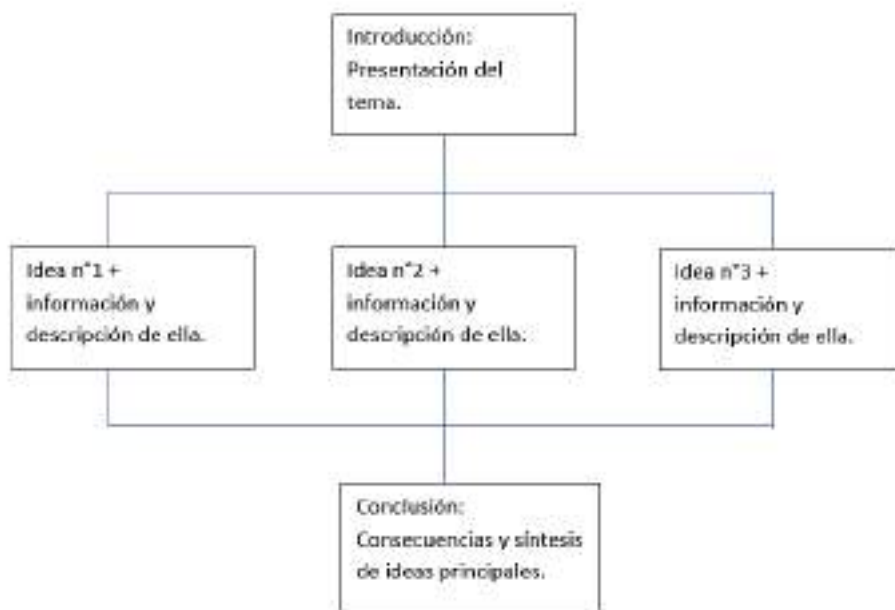 Introducción:
Presentación del
tema.
Idea n°1 +
información y
descripción de ella.
Idea n°2 +
información y
descripción de ella.
Idea n°3 +
información y
descripción de ella.
Conclusión:
Consecuencias y síntesis
de ideas principales.